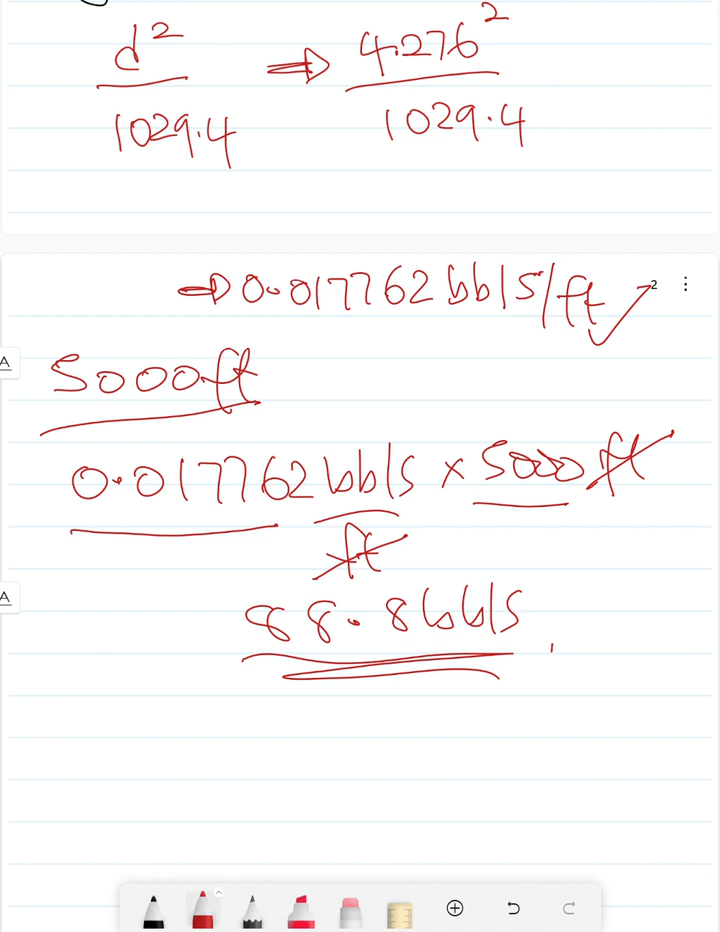 d² ⇒ 4.276²
1029.4 1029.4
⇒ 0.017762 bbls/ft ✓
2
A
5000ft
0.017762 bbls × 5000 ft
ft
A
88.8 bbls